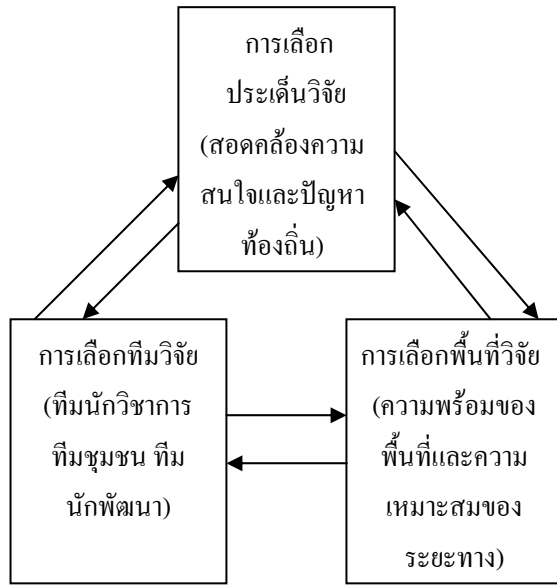 การเลือก
ประเด็นวิจัย
(สอดคล้องความ
สนใจและปัญหา
ท้องถิ่น)
การเลือกทีมวิจัย
(ทีมนักวิชาการ
ทีมชุมชน ทีม
นักพัฒนา)
การเลือกพื้นที่วิจัย
(ความพร้อมของ
พื้นที่และความ
เหมาะสมของ
ระยะทาง)